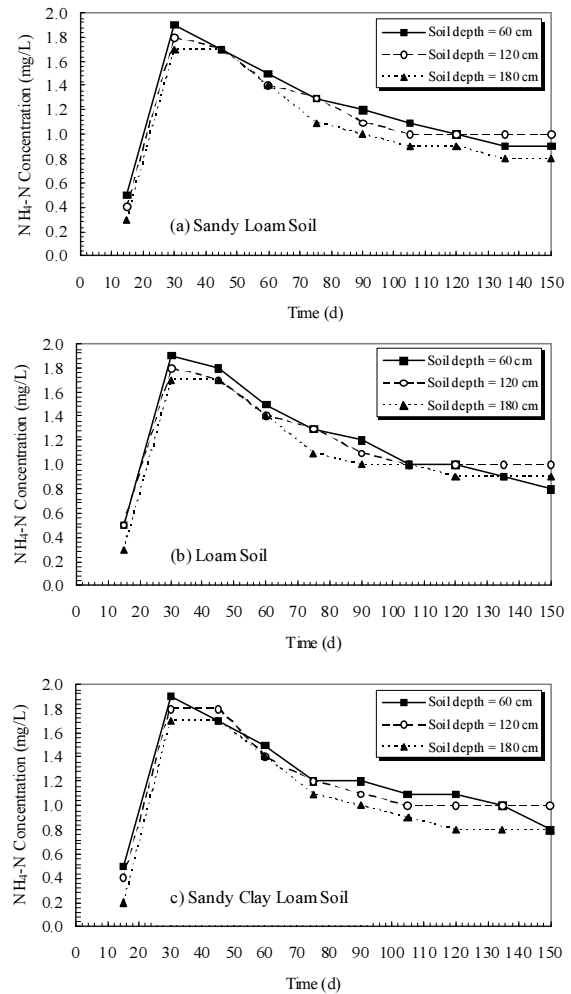 2.0
1.8
1.6
1.4
1.2
1.0
0.8
0.6
0.4
0.2
0.0
NH₄-N Concentration (mg/L)
Soil depth = 60 cm
Soil depth = 120 cm
Soil depth = 180 cm
(a) Sandy Loam Soil
0 10 20 30 40 50 60 70 80 90 100 110 120 130 140 150
Time (d)
2.0
1.8
1.6
1.4
1.2
1.0
0.8
0.6
0.4
0.2
0.0
NH₄-N Concentration (mg/L)
Soil depth = 60 cm
Soil depth = 120 cm
Soil depth = 180 cm
(b) Loam Soil
0 10 20 30 40 50 60 70 80 90 100 110 120 130 140 150
Time (d)
2.0
1.8
1.6
1.4
1.2
1.0
0.8
0.6
0.4
0.2
0.0
NH₄-N Concentration (mg/L)
Soil depth = 60 cm
Soil depth = 120 cm
Soil depth = 180 cm
c) Sandy Clay Loam Soil
0 10 20 30 40 50 60 70 80 90 100 110 120 130 140 150
Time (d)